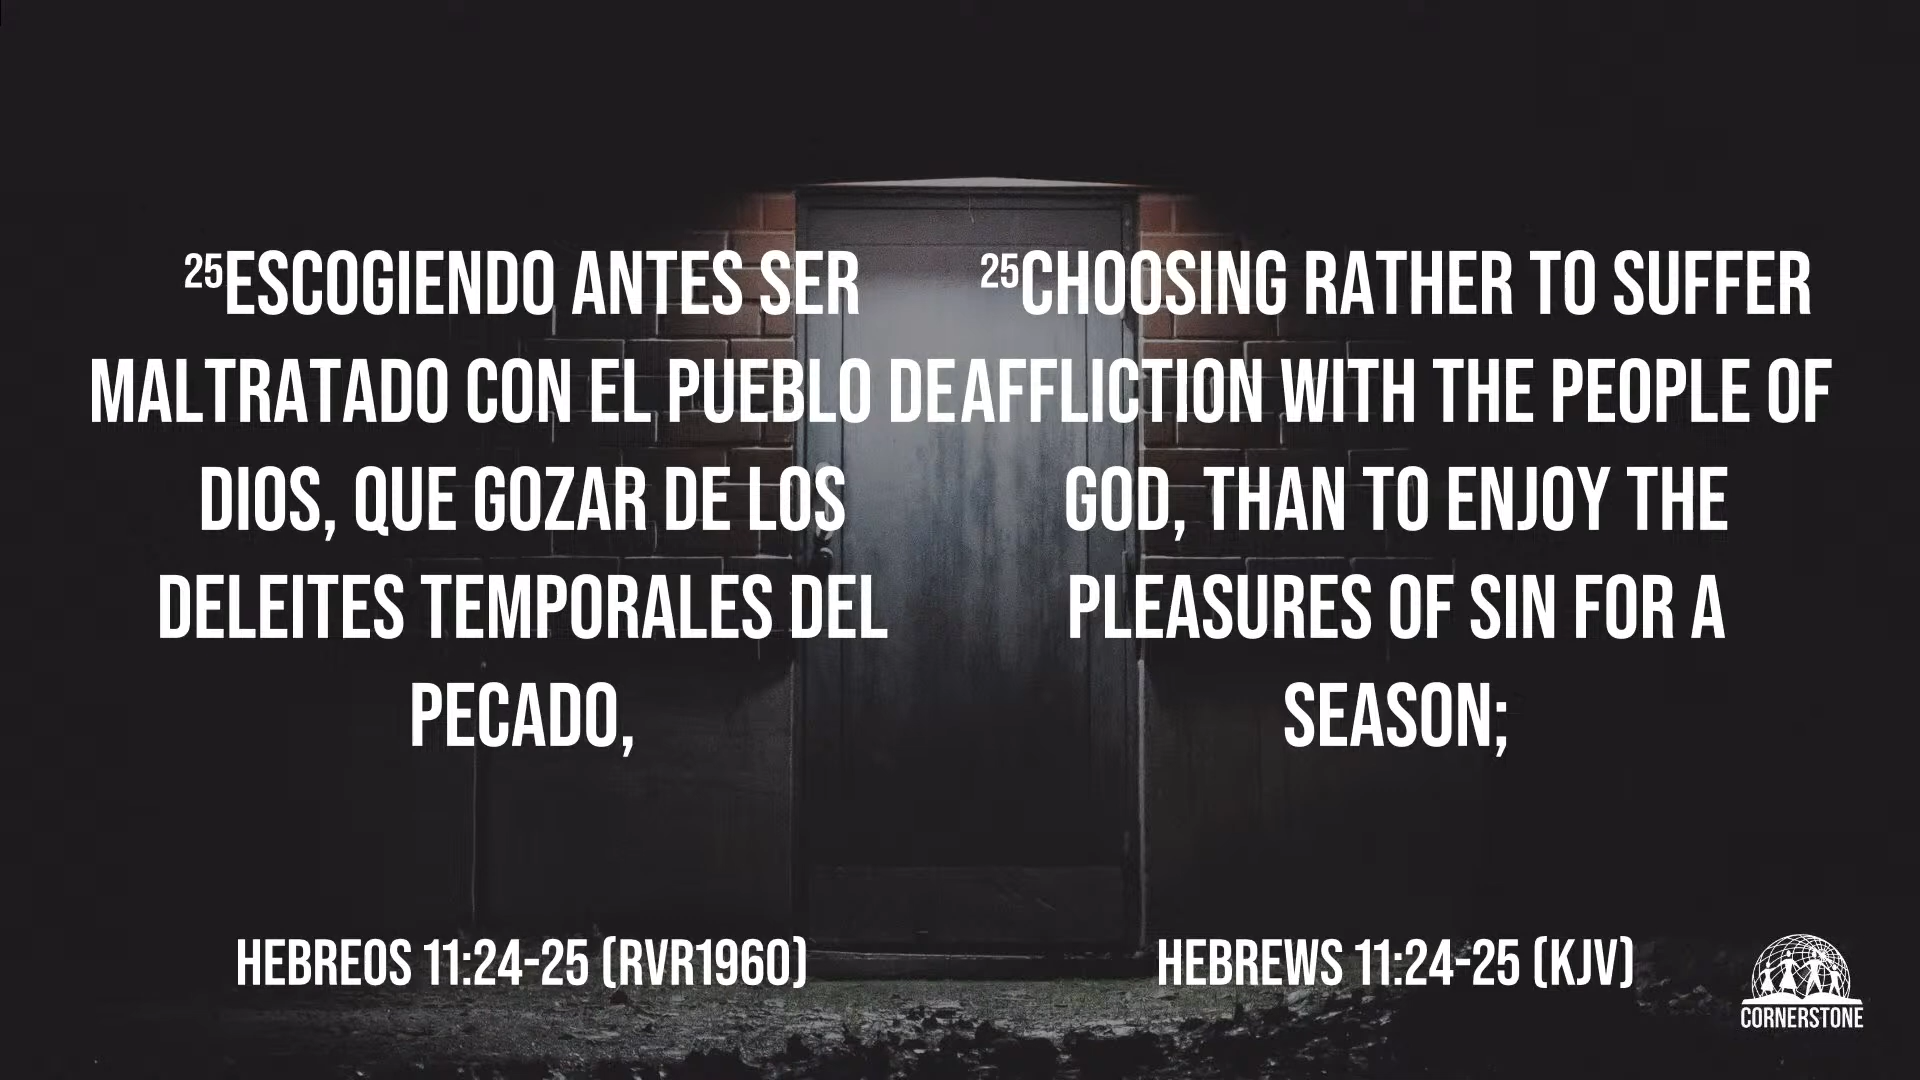 ²⁵ESCOGIENDO ANTES SER
MALTRATADO CON EL PUEBLO DE
DIOS, QUE GOZAR DE LOS
DELEITES TEMPORALES DEL
PECADO,
HEBREOS 11:24-25 (RVR1960)
²⁵CHOOSING RATHER TO SUFFER
AFFLICTION WITH THE PEOPLE OF
GOD, THAN TO ENJOY THE
PLEASURES OF SIN FOR A
SEASON;
HEBREWS 11:24-25 (KJV)
CORNERSTONE